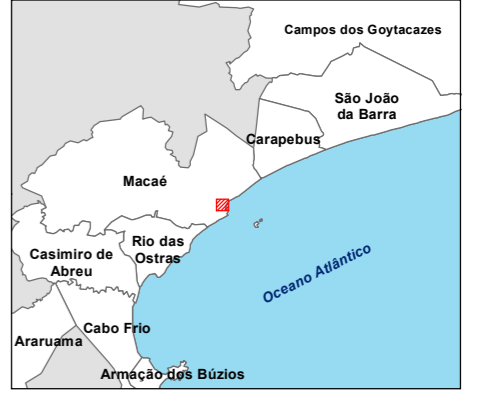 Campos dos Goytacazes
São João
da Barra
Carapebus
Macaé
Rio das
Ostras
Casimiro de
Abreu
Oceano Atlântico
Cabo Frio
Araruama
Armação dos Búzios